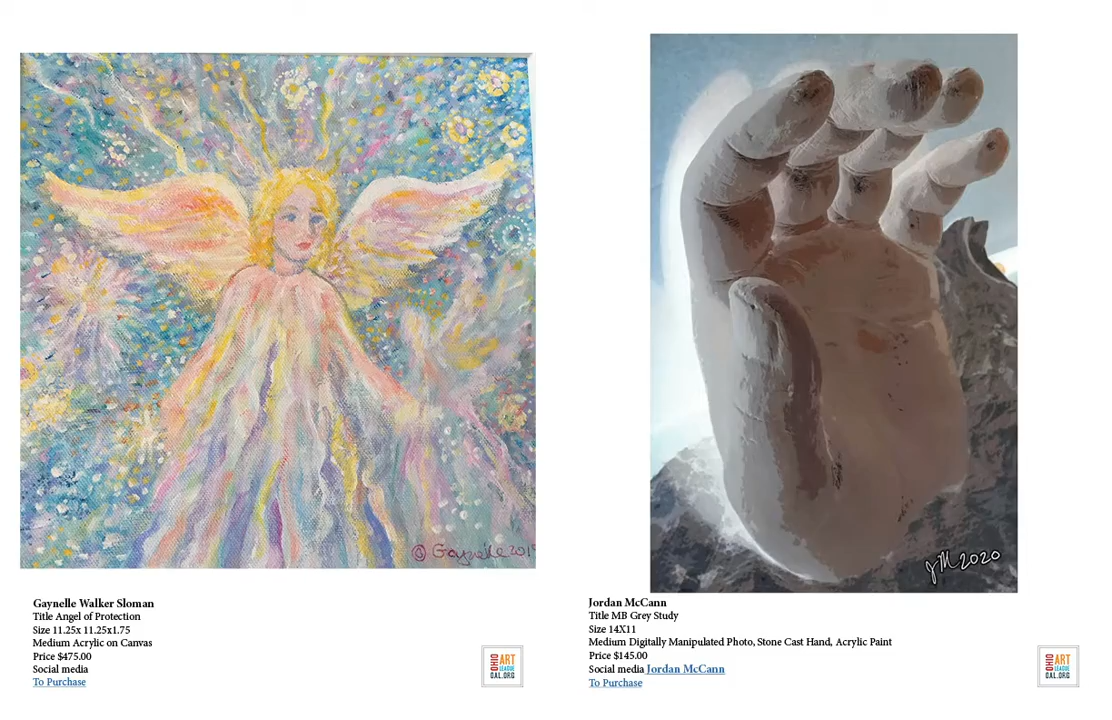 © Gaynelle 2019
Gaynelle Walker Sloman
Title Angel of Protection
Size 11.25x 11.25x1.75
Medium Acrylic on Canvas
Price $475.00
Social media
To Purchase
OHIO ART LEAGUE
OAL.ORG
JM 2020
Jordan McCann
Title MB Grey Study
Size 14X11
Medium Digitally Manipulated Photo, Stone Cast Hand, Acrylic Paint
Price $145.00
Social media Jordan McCann
To Purchase
OHIO ART LEAGUE
OAL.ORG